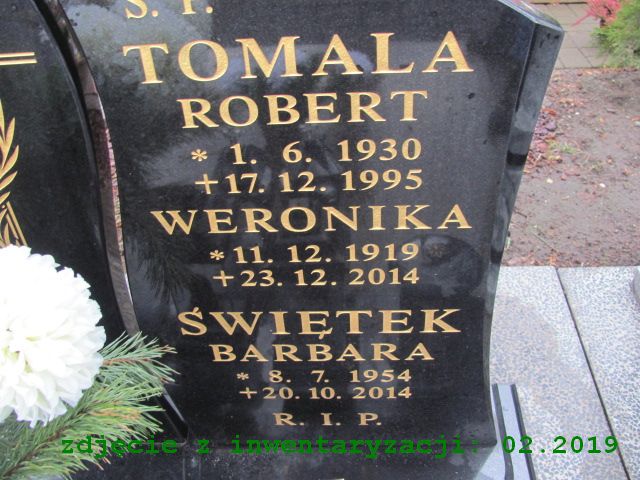 Ś. P.
TOMALA
ROBERT
* 1. 6. 1930
+17. 12. 1995
WERONIKA
* 11. 12. 1919
+23. 12. 2014
ŚWIĘTEK
BARBARA
* 8. 7. 1954
+20. 10. 2014
R. I. P.
zdjęcie z inwentaryzacji: 02.2019